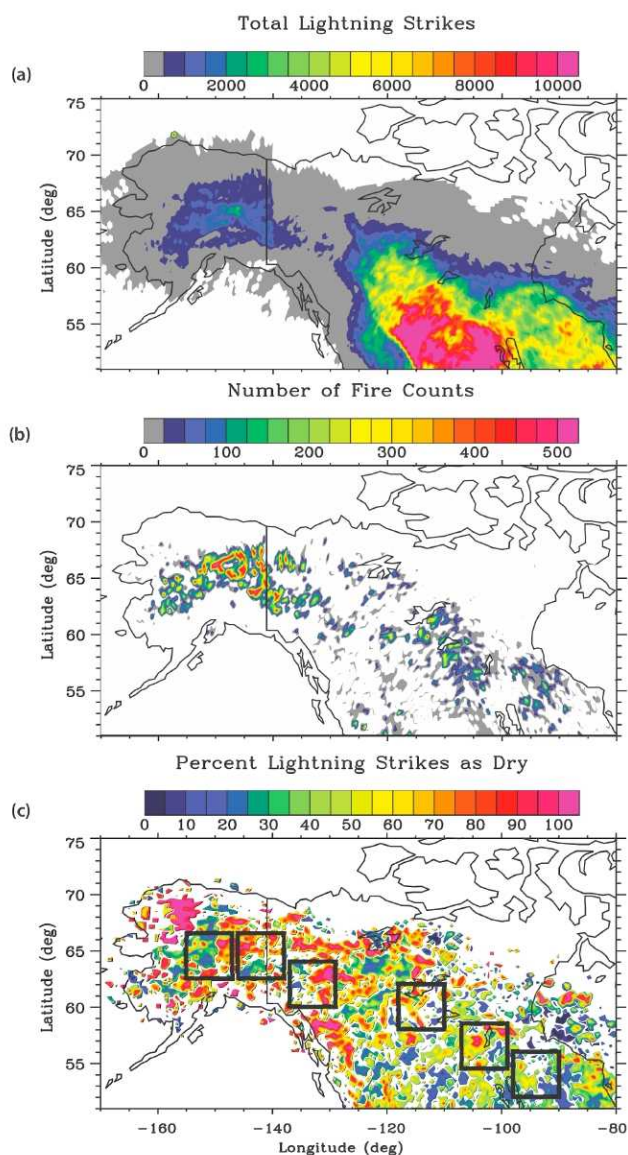 Total Lightning Strikes
(a)
0 2000 4000 6000 8000 10000
75
70
65
60
55
Latitude (deg)
Number of Fire Counts
(b)
0 100 200 300 400 500
75
70
65
60
55
Latitude (deg)
Percent Lightning Strikes as Dry
(c)
0 10 20 30 40 50 60 70 80 90 100
75
70
65
60
55
Latitude (deg)
-160 -140 -120 -100 -80
Longitude (deg)